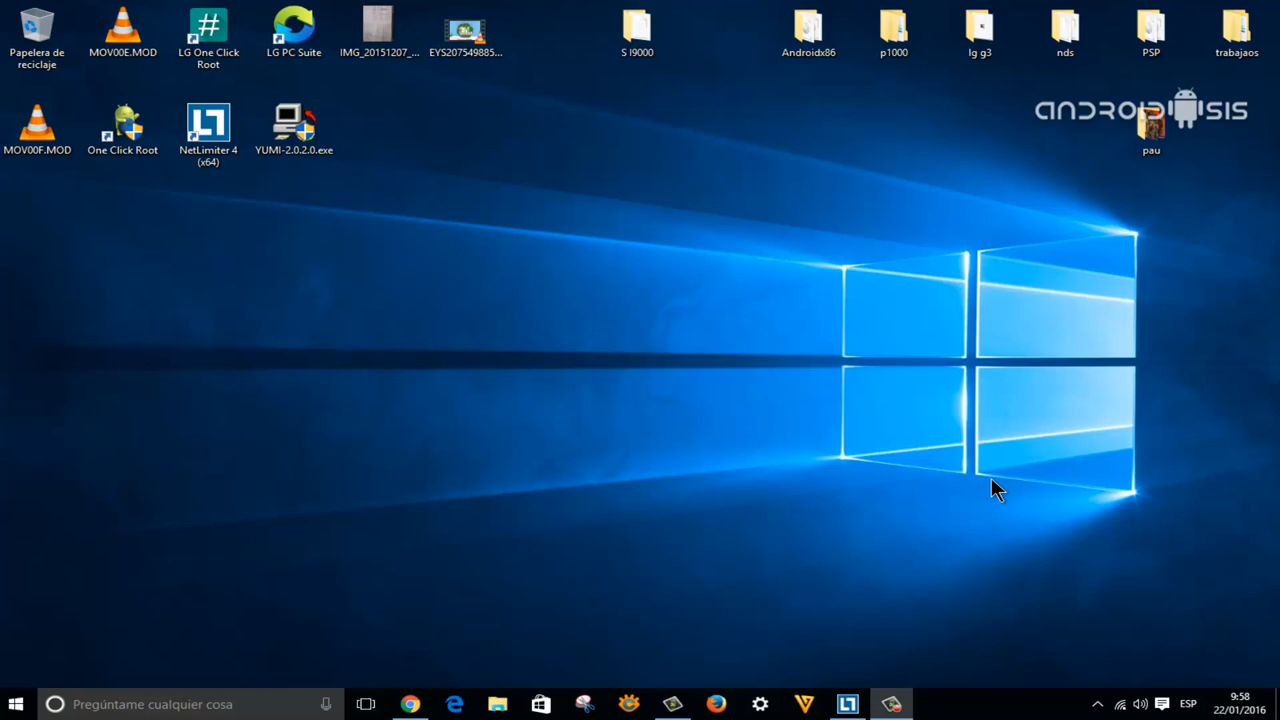 Papelera de
reciclaje
MOV00E.MOD
LG One Click
Root
LG PC Suite
IMG_20151207_...
EYS207549885...
S I9000
Androidx86
p1000
lg g3
nds
PSP
trabajaos
ANDROIDSIS
MOV00F.MOD
One Click Root
NetLimiter 4
(x64)
YUMI-2.0.2.0.exe
pau
Pregúntame cualquier cosa
ESP
9:58
22/01/2016